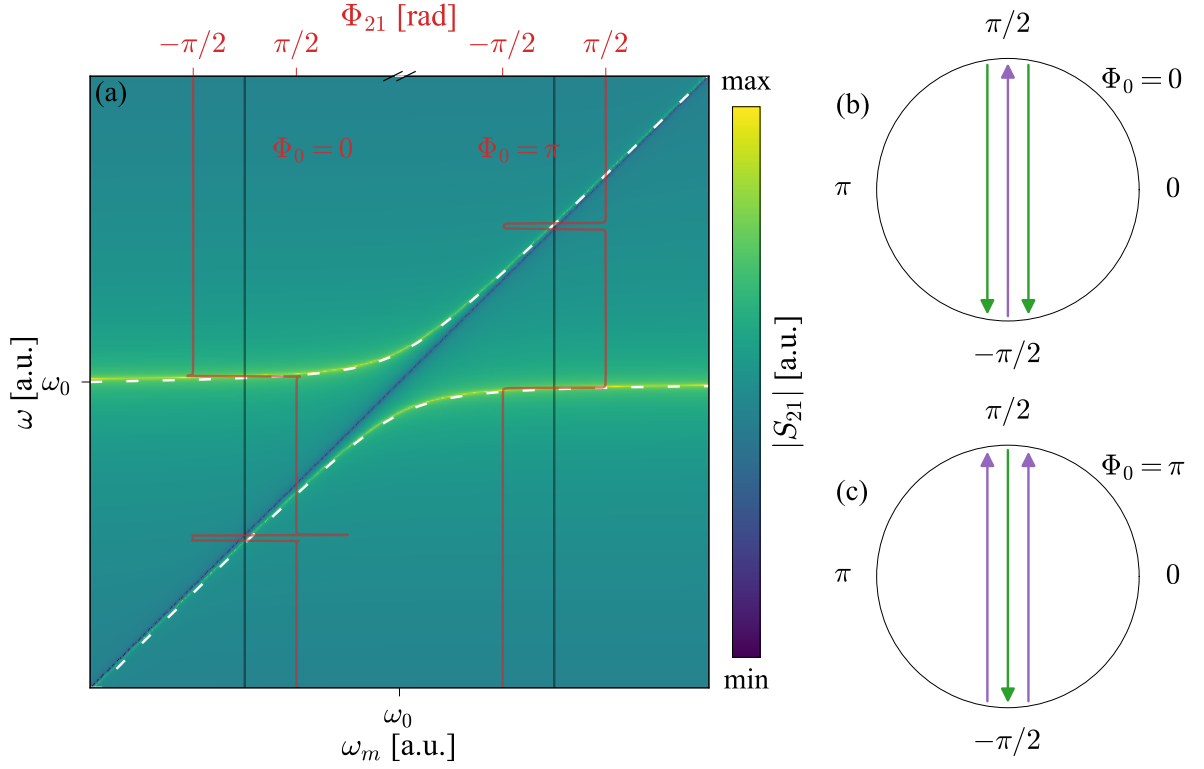 Φ₂₁ [rad]
−π/2 π/2 −π/2 π/2
(a)
Φ₀ = 0 Φ₀ = π
ω [a.u.]
ω₀
ω₀
ωₘ [a.u.]
max
min
|S₂₁| [a.u.]
(b)
π/2
Φ₀ = 0
π 0
−π/2
(c)
π/2
Φ₀ = π
π 0
−π/2